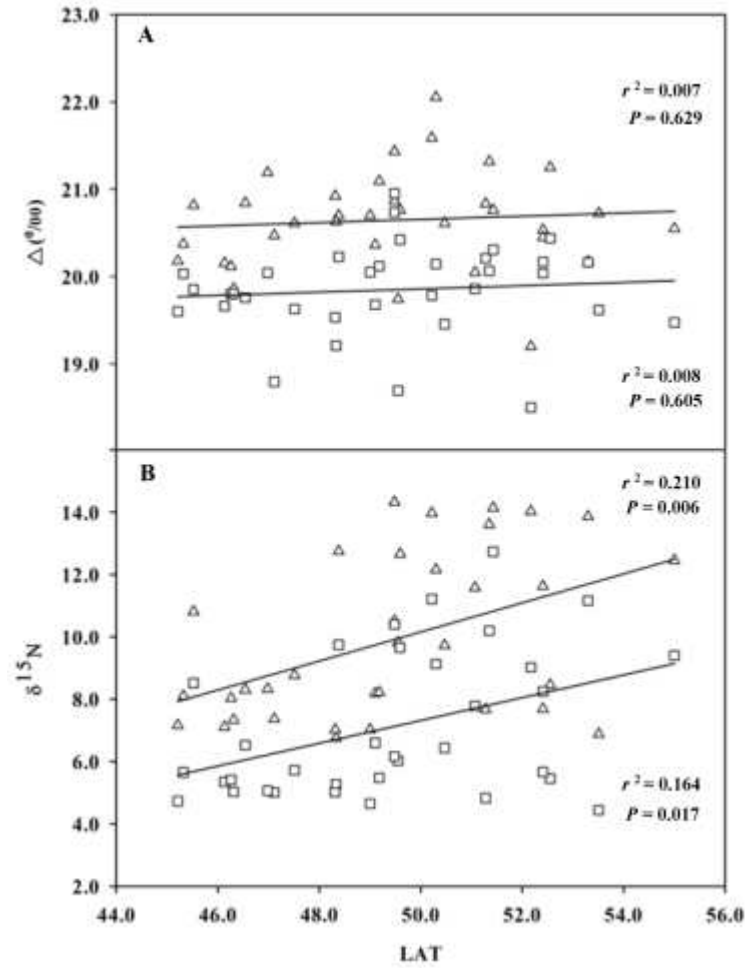 23.0
A
22.0
r² = 0.007
P = 0.629
21.0
Δ (⁰/₀₀)
20.0
19.0
r² = 0.008
P = 0.605
B
r² = 0.210
P = 0.006
14.0
12.0
10.0
δ¹⁵N
8.0
6.0
r² = 0.164
P = 0.017
4.0
2.0
44.0 46.0 48.0 50.0 52.0 54.0 56.0
LAT